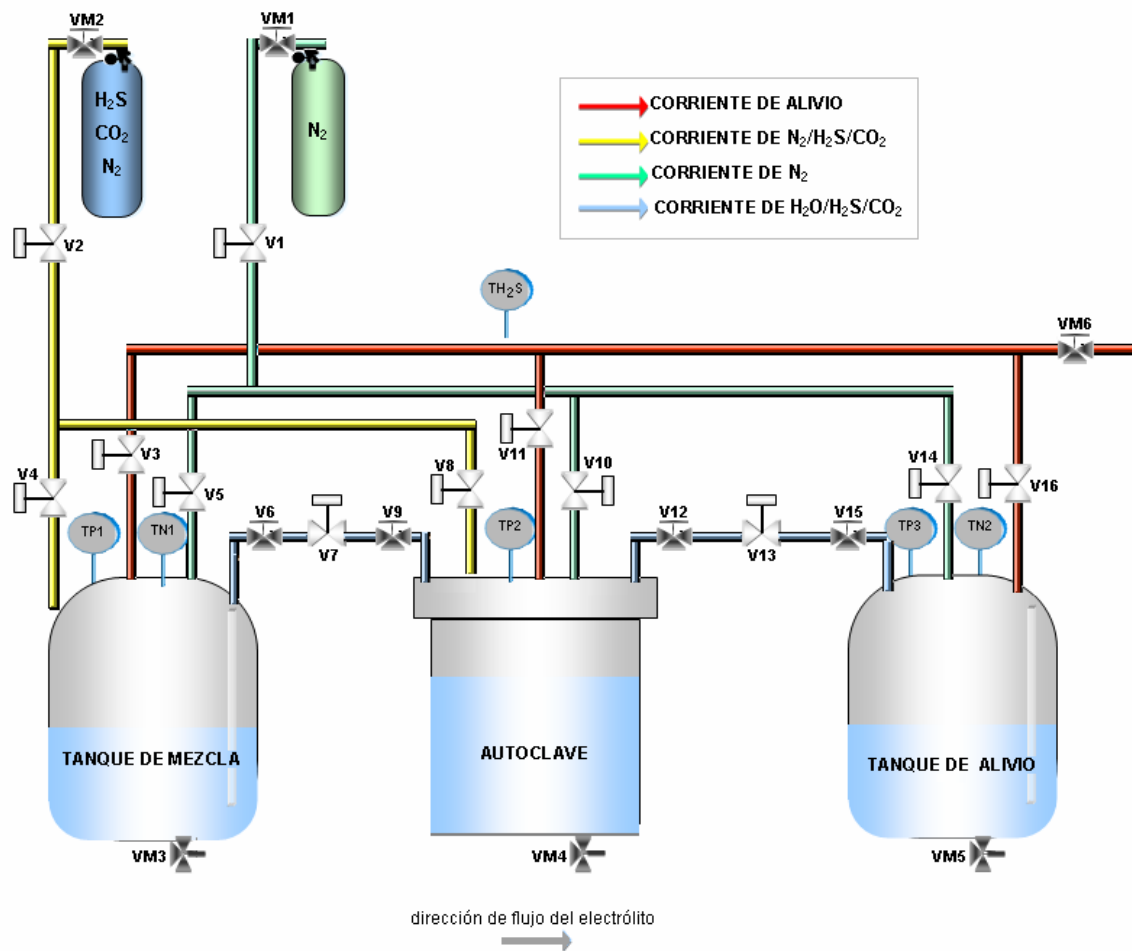 VM2
VM1
H₂S
CO₂
N₂
N₂
CORRIENTE DE ALIVIO
CORRIENTE DE N₂/H₂S/CO₂
CORRIENTE DE N₂
CORRIENTE DE H₂O/H₂S/CO₂
V2
V1
TH₂S
VM6
V3
V11
V8
V10
V14
V4
V5
V16
V6
V9
V12
V15
TP1
TN1
TP2
TP3
TN2
V7
V13
TANQUE DE MEZCLA
AUTOCLAVE
TANQUE DE ALIVIO
VM3
VM4
VM5
dirección de flujo del electrólito